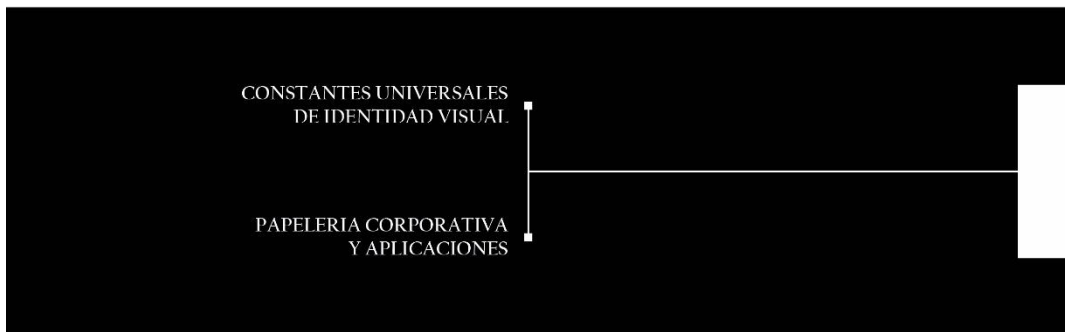 CONSTANTES UNIVERSALES
DE IDENTIDAD VISUAL
PAPELERIA CORPORATIVA
Y APLICACIONES